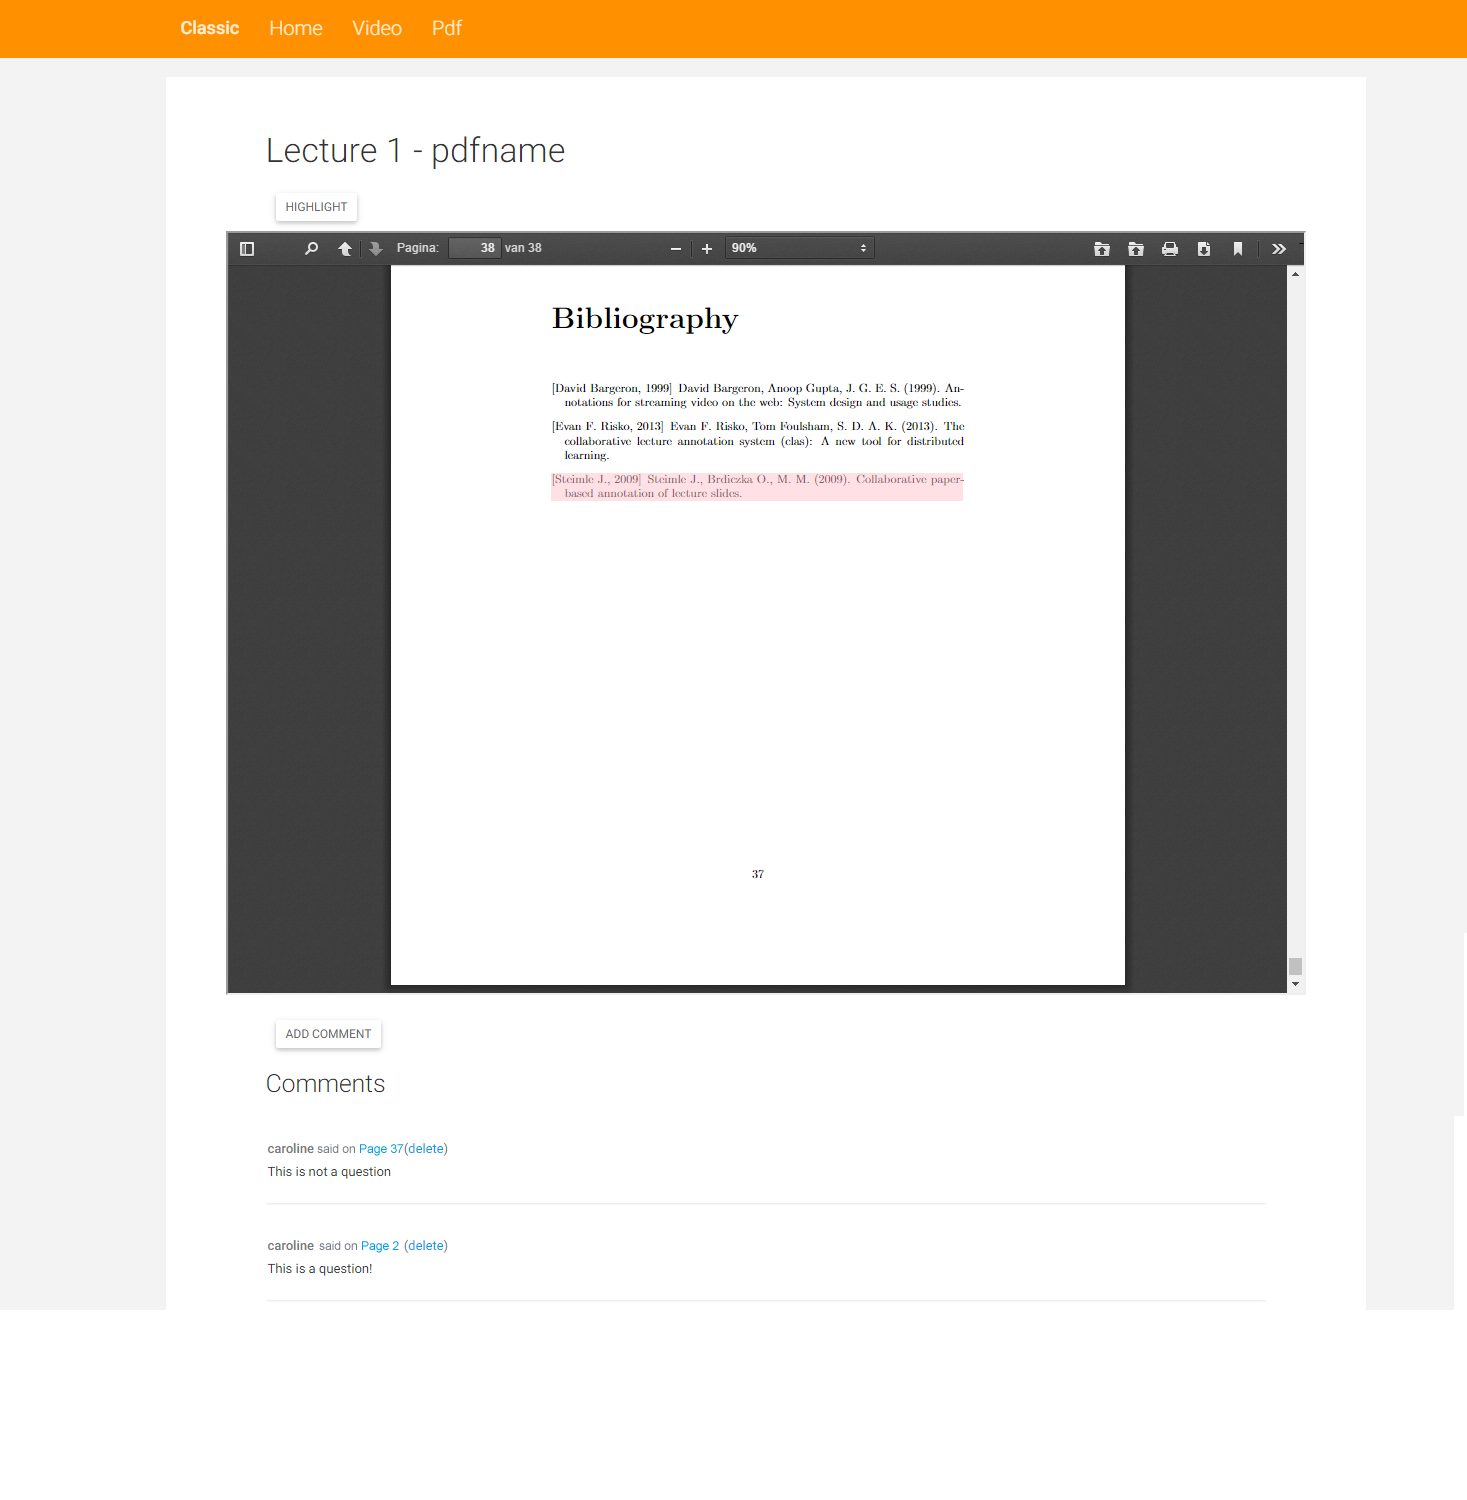 Classic Home Video Pdf
Lecture 1 - pdfname
HIGHLIGHT
Pagina: 38 van 38 90%
Bibliography
[David Bargeron, 1999] David Bargeron, Anoop Gupta, J. G. E. S. (1999). An-
notations for streaming video on the web: System design and usage studies.
[Evan F. Risko, 2013] Evan F. Risko, Tom Foulsham, S. D. A. K. (2013). The
collaborative lecture annotation system (clas): A new tool for distributed
learning.
[Steimle J., 2009] Steimle J., Brdiczka O., M. M. (2009). Collaborative paper-
based annotation of lecture slides.
37
ADD COMMENT
Comments
caroline said on Page 37(delete)
This is not a question
caroline said on Page 2 (delete)
This is a question!